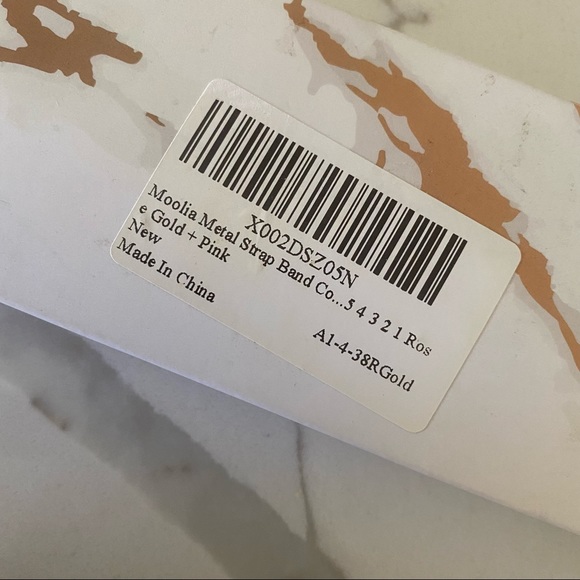 X002DSZ05N
Moolia Metal Strap Band Co...5 4 3 2 1 Ros
e Gold + Pink
New
Made In China
A1-4-38RGold